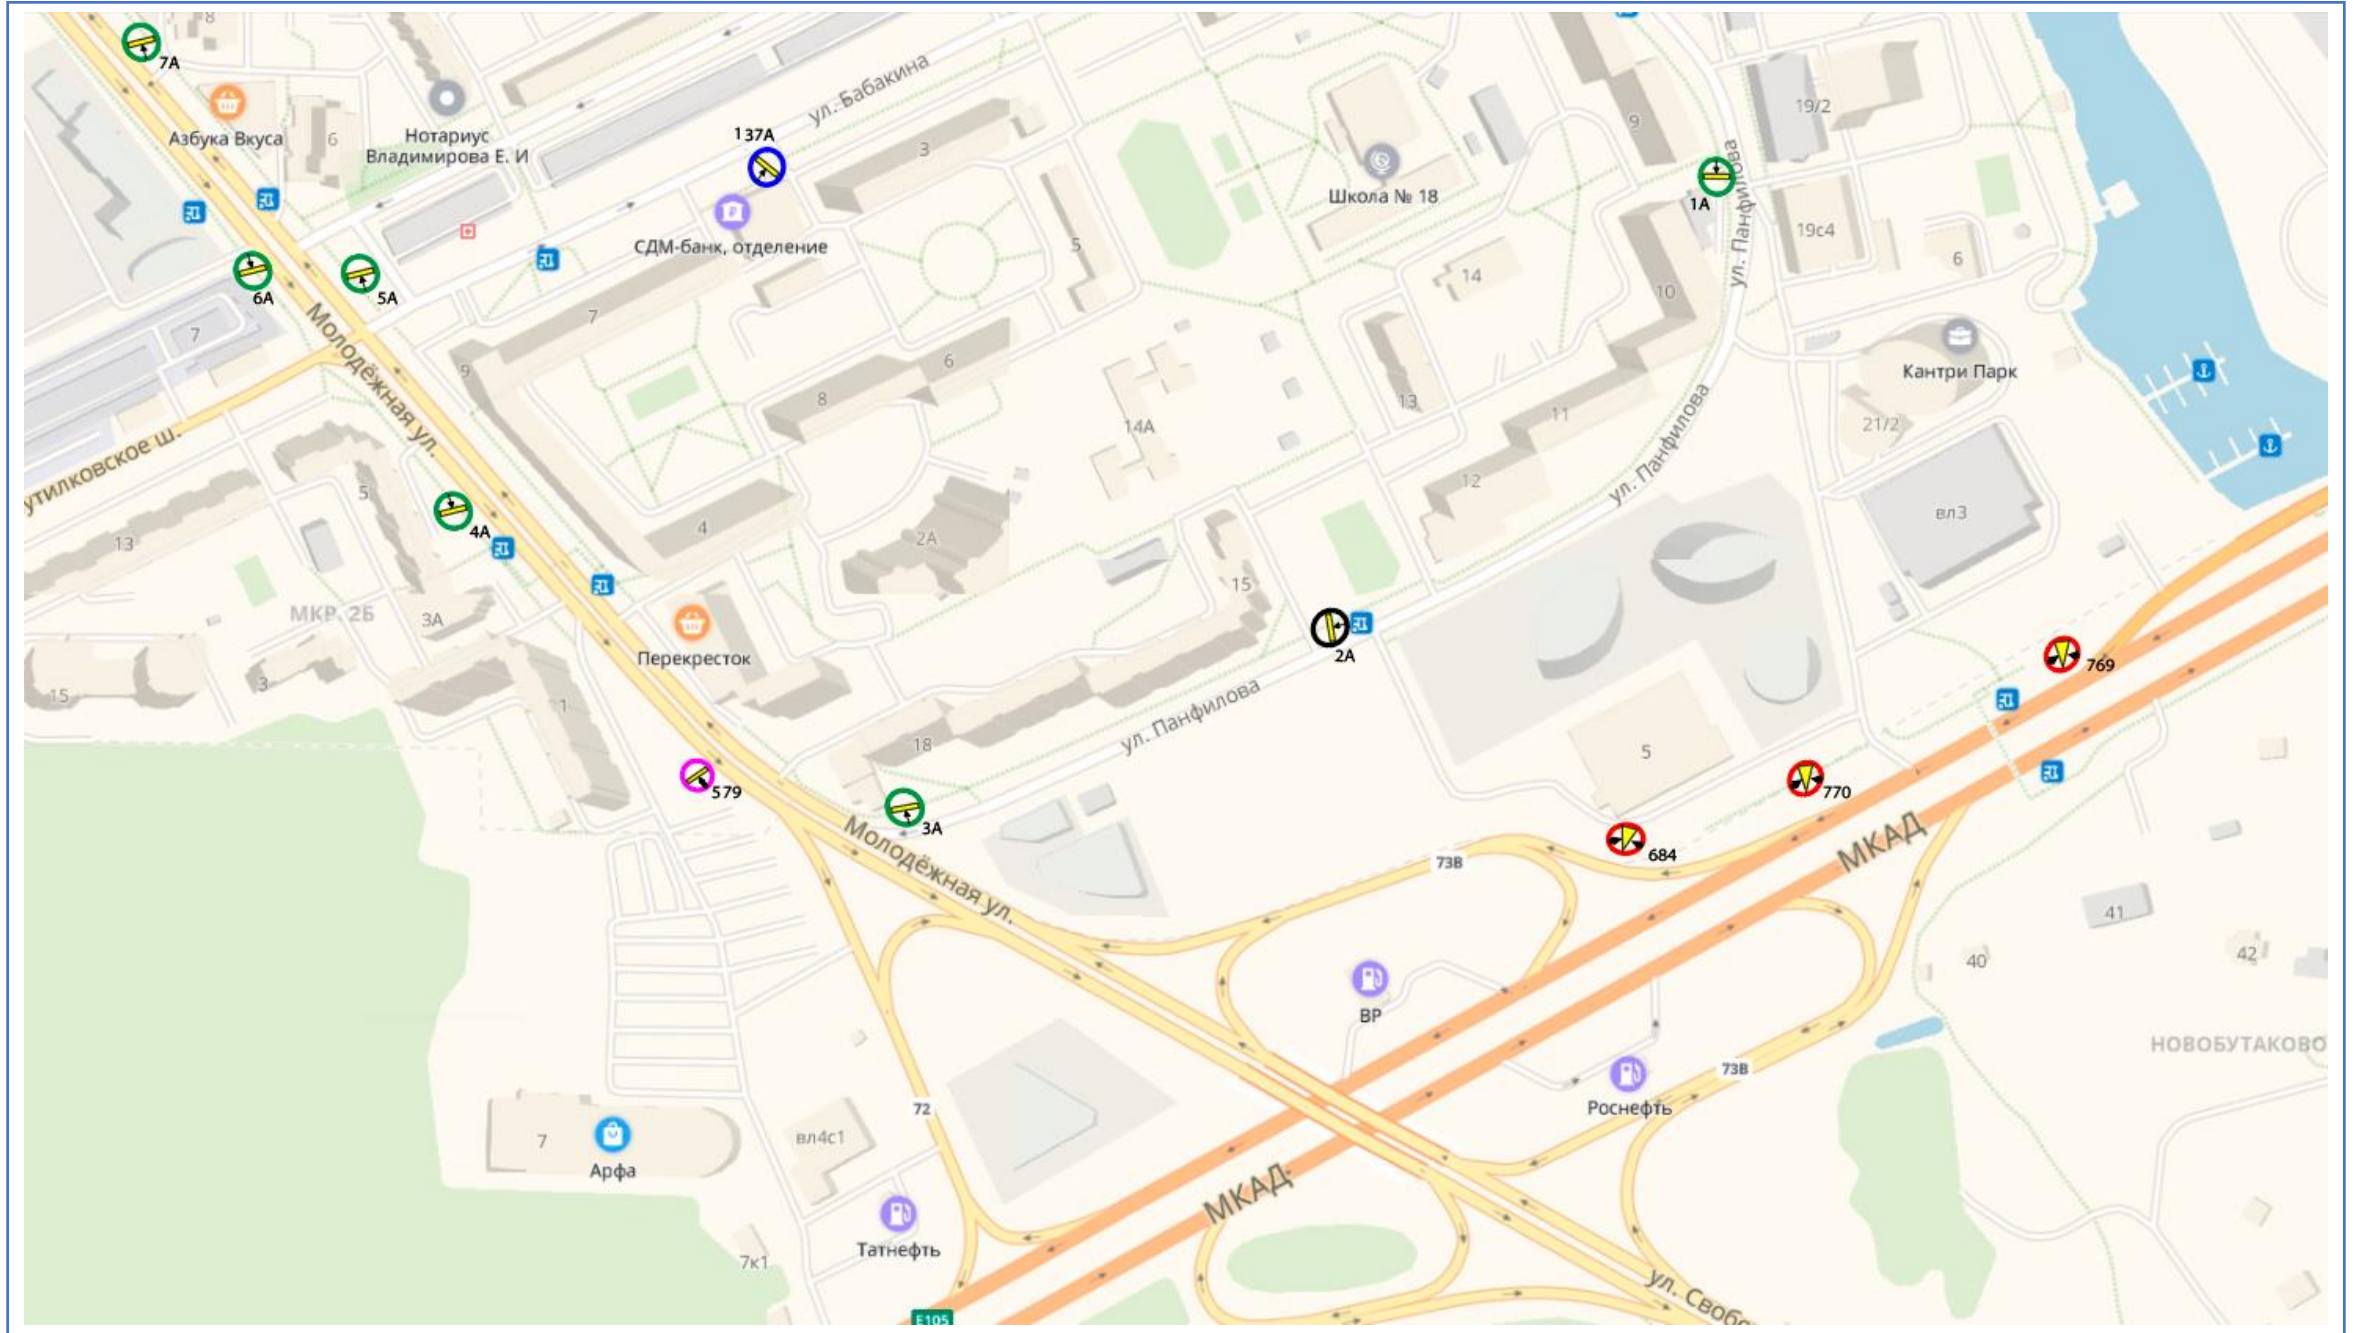 8
7А
Азбука Вкуса
6
Нотариус
Владимирова Е. И
137А
ул. Бабакина
3
СДМ-банк, отделение
Школа № 18
9
19/2
1А
ул. Панфилова
19с4
6
5
14
10
6А
5А
7
7
Молодёжная ул.
9
8
6
14А
13
11
Кантри Парк
21/2
ул. Панфилова
утилковское ш.
5
4
2А
12
вл3
13
4А
МКР. 2Б
3А
15
Перекресток
2А
769
15
3
1
ул. Панфилова
18
5
579
770
3А
684
Молодёжная ул.
73В
МКАД
41
42
40
ВР
НОВОБУТАКОВО
73В
Роснефть
72
7
вл4с1
Арфа
МКАД
Татнефть
7к1
ул. Своб
Е105